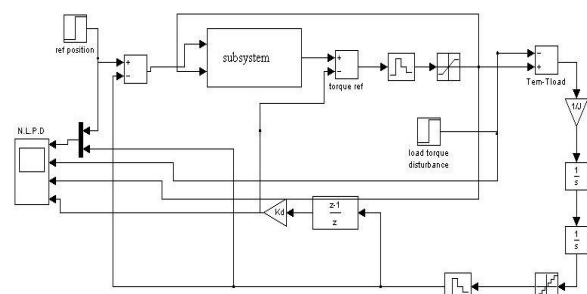 ref position
+
−
subsystem
+
−
torque ref
−
+
Tem-Tload
1/J
N.L.P.D
load torque
disturbance
1
s
Kd
z-1
z
1
s